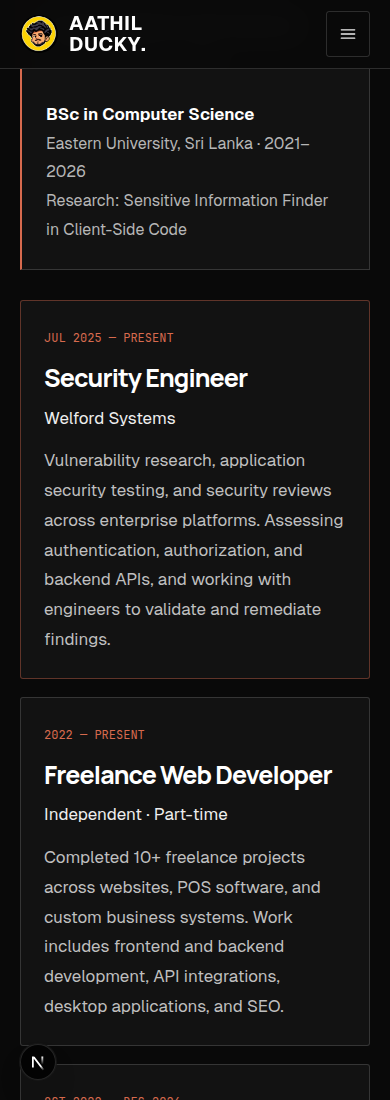 AATHIL
DUCKY.
BSc in Computer Science
Eastern University, Sri Lanka · 2021–
2026
Research: Sensitive Information Finder
in Client-Side Code
JUL 2025 — PRESENT
Security Engineer
Welford Systems
Vulnerability research, application
security testing, and security reviews
across enterprise platforms. Assessing
authentication, authorization, and
backend APIs, and working with
engineers to validate and remediate
findings.
2022 — PRESENT
Freelance Web Developer
Independent · Part-time
Completed 10+ freelance projects
across websites, POS software, and
custom business systems. Work
includes frontend and backend
development, API integrations,
desktop applications, and SEO.
N